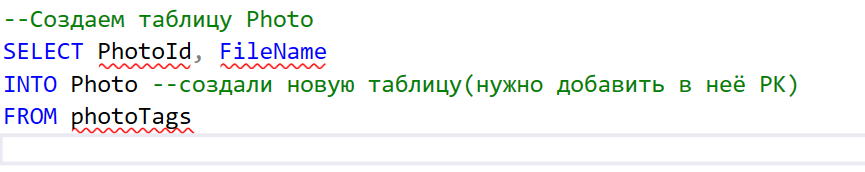 --Создаем таблицу Photo
SELECT PhotoId, FileName
INTO Photo --создали новую таблицу(нужно добавить в неё PK)
FROM photoTags